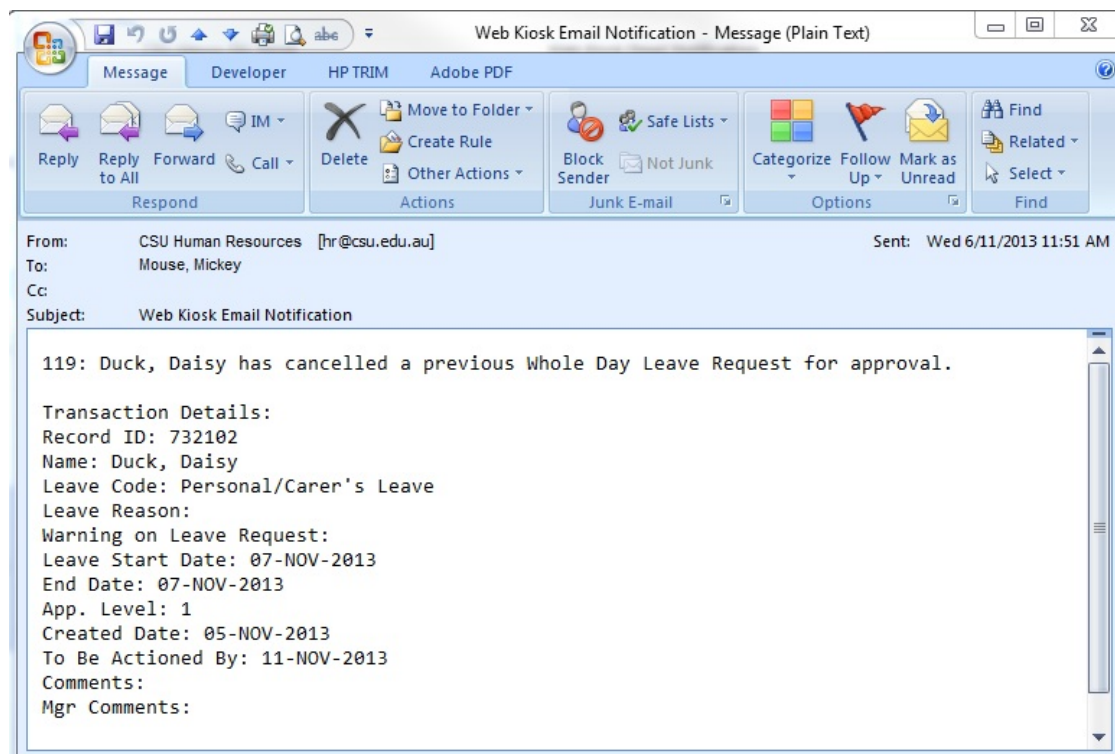 Web Kiosk Email Notification - Message (Plain Text)
Message Developer HP TRIM Adobe PDF
Reply
Reply to All
Forward
IM
Call
Respond
Delete
Move to Folder
Create Rule
Other Actions
Actions
Block Sender
Safe Lists
Not Junk
Junk E-mail
Categorize
Follow Up
Mark as Unread
Options
Find
Related
Select
Find
From: CSU Human Resources [hr@csu.edu.au] Sent: Wed 6/11/2013 11:51 AM
To: Mouse, Mickey
Cc:
Subject: Web Kiosk Email Notification
119: Duck, Daisy has cancelled a previous Whole Day Leave Request for approval.
Transaction Details:
Record ID: 732102
Name: Duck, Daisy
Leave Code: Personal/Carer's Leave
Leave Reason:
Warning on Leave Request:
Leave Start Date: 07-NOV-2013
End Date: 07-NOV-2013
App. Level: 1
Created Date: 05-NOV-2013
To Be Actioned By: 11-NOV-2013
Comments:
Mgr Comments: